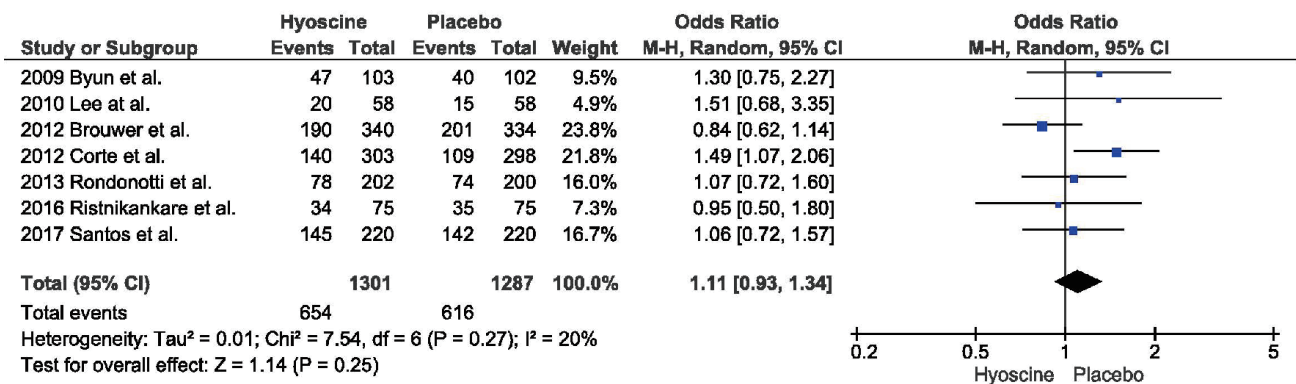 Hyoscine Placebo Odds Ratio Odds Ratio
Study or Subgroup Events Total Events Total Weight M-H, Random, 95% CI M-H, Random, 95% CI
2009 Byun et al. 47 103 40 102 9.5% 1.30 [0.75, 2.27]
2010 Lee at al. 20 58 15 58 4.9% 1.51 [0.68, 3.35]
2012 Brouwer et al. 190 340 201 334 23.8% 0.84 [0.62, 1.14]
2012 Corte et al. 140 303 109 298 21.8% 1.49 [1.07, 2.06]
2013 Rondonotti et al. 78 202 74 200 16.0% 1.07 [0.72, 1.60]
2016 Ristnikankare et al. 34 75 35 75 7.3% 0.95 [0.50, 1.80]
2017 Santos et al. 145 220 142 220 16.7% 1.06 [0.72, 1.57]
Total (95% CI) 1301 1287 100.0% 1.11 [0.93, 1.34]
Total events 654 616
Heterogeneity: Tau² = 0.01; Chi² = 7.54, df = 6 (P = 0.27); I² = 20%
Test for overall effect: Z = 1.14 (P = 0.25)
0.2 0.5 1 2 5
Hyoscine Placebo